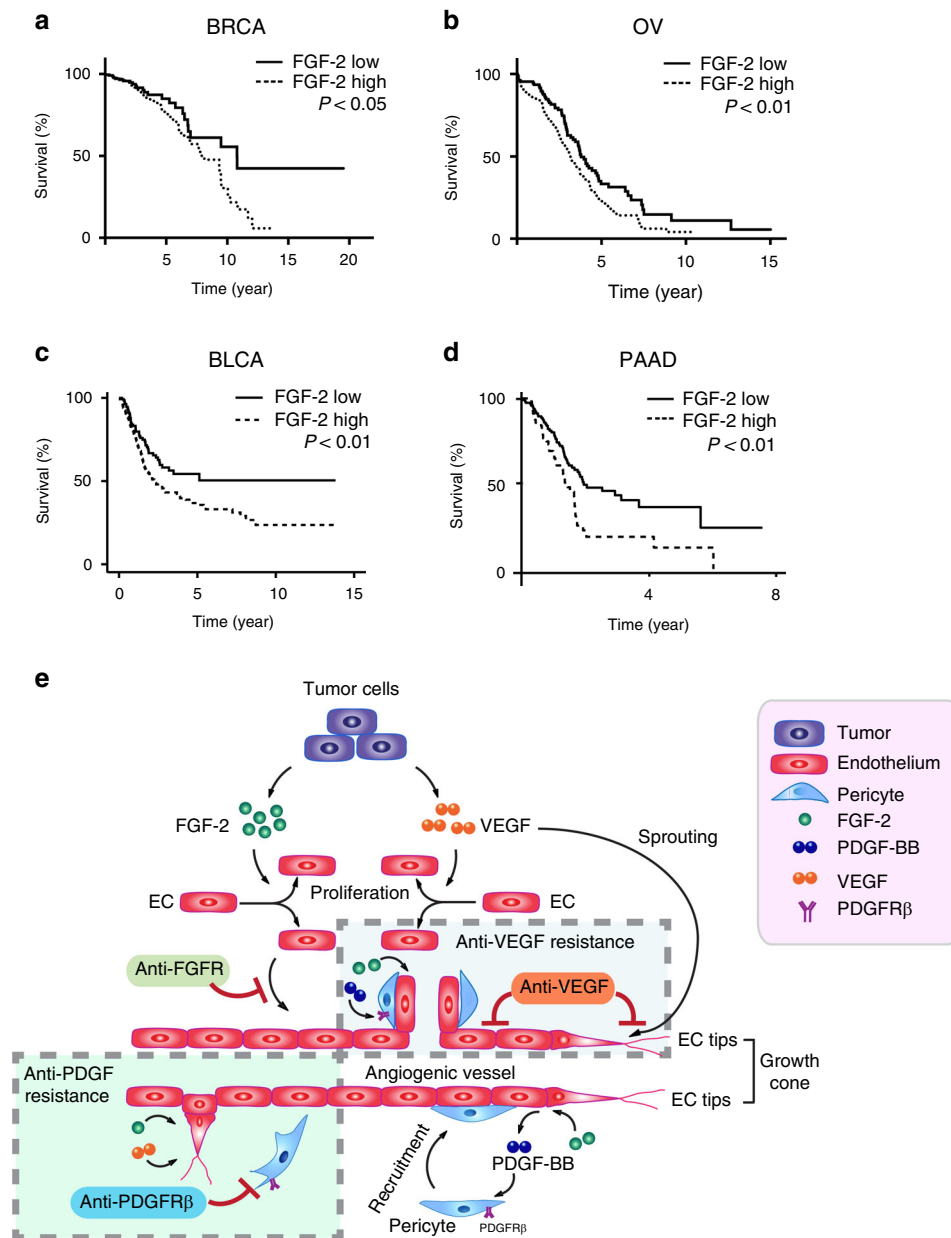 a
BRCA
FGF-2 low
FGF-2 high
P < 0.05
Survival (%)
100
50
0
5
10
15
20
Time (year)
b
OV
FGF-2 low
FGF-2 high
P < 0.01
Survival (%)
100
50
0
5
10
15
Time (year)
c
BLCA
FGF-2 low
FGF-2 high
P < 0.01
Survival (%)
100
50
0
0
5
10
15
Time (year)
d
PAAD
FGF-2 low
FGF-2 high
P < 0.01
Survival (%)
100
50
0
4
8
Time (year)
e
Tumor cells
FGF-2
VEGF
Sprouting
EC
Proliferation
EC
Anti-FGFR
Anti-VEGF resistance
Anti-VEGF
EC tips
Growth
cone
EC tips
Anti-PDGF
resistance
Angiogenic vessel
Anti-PDGFRβ
Recruitment
PDGF-BB
Pericyte
PDGFRβ
Tumor
Endothelium
Pericyte
FGF-2
PDGF-BB
VEGF
PDGFRβ